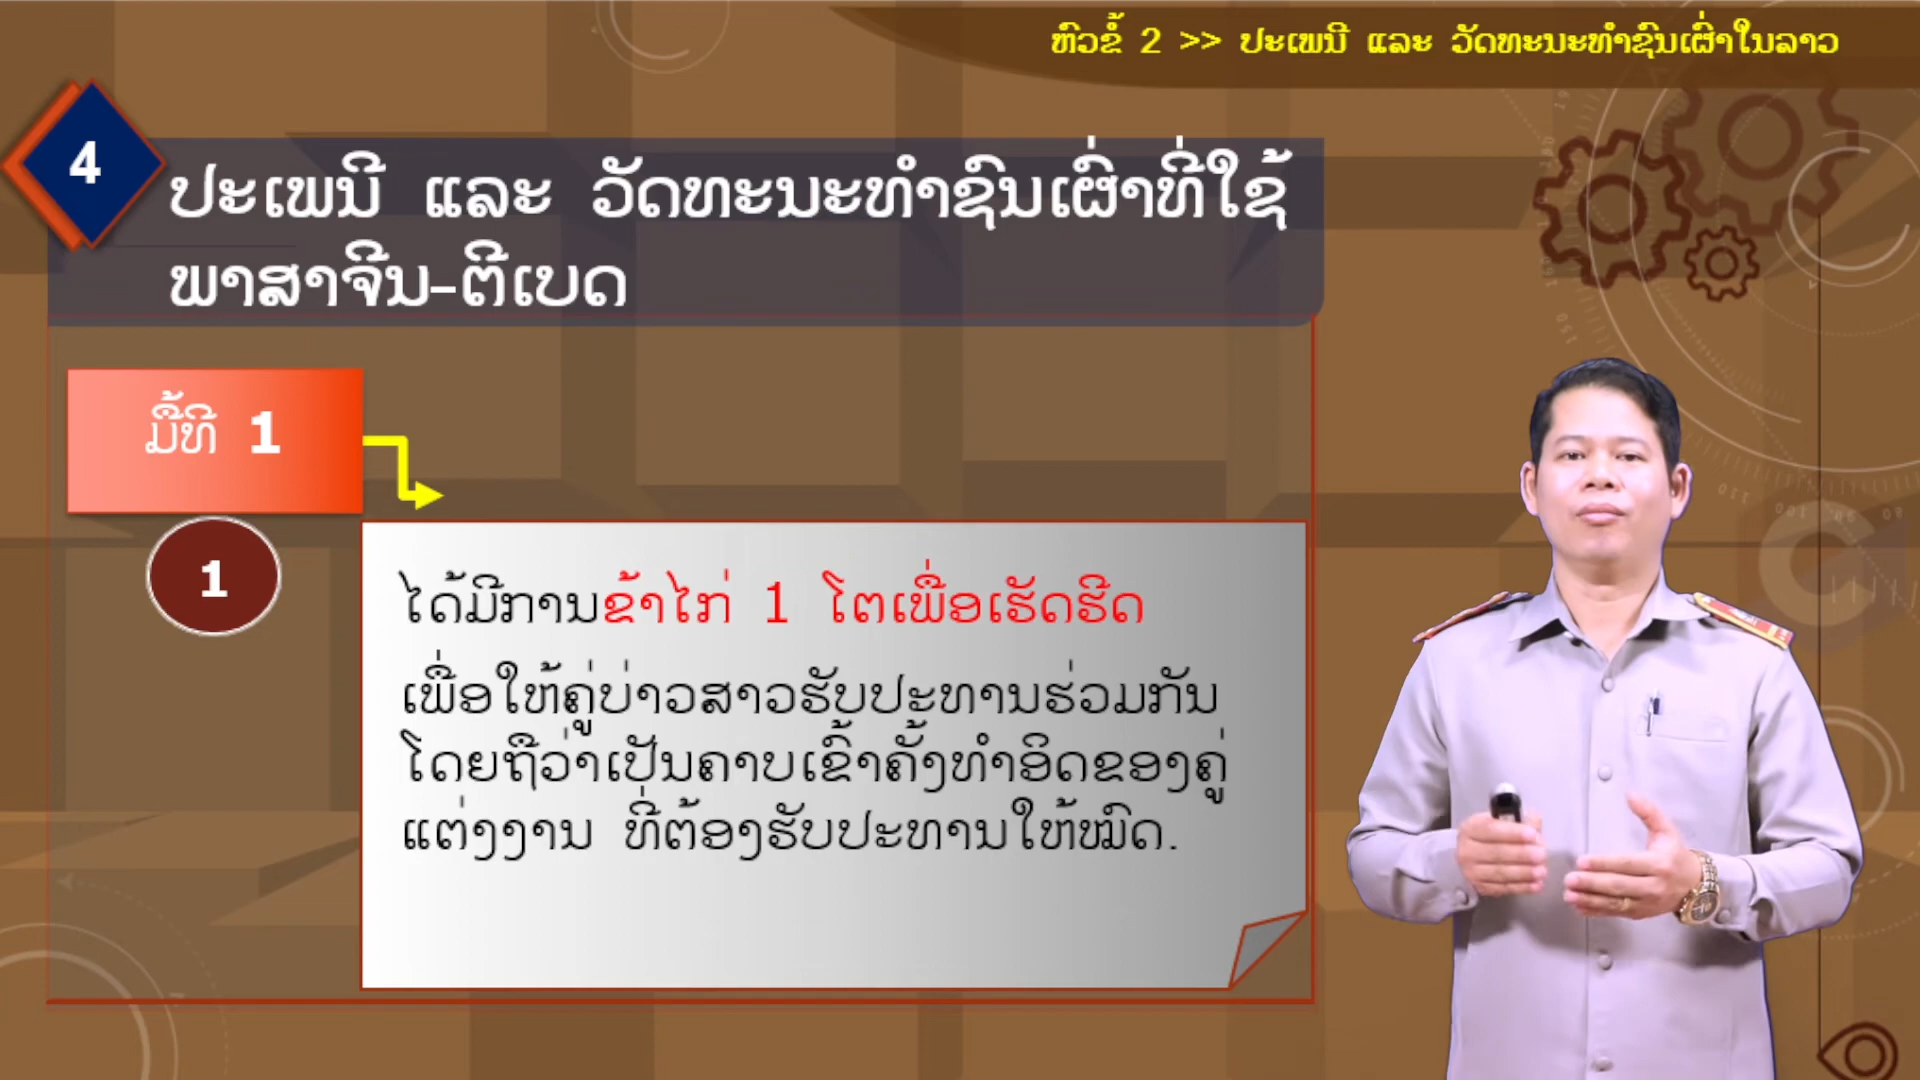 ຫົວຂໍ້ 2 >> ປະເພນີ ແລະ ວັດທະນະທຳຊົນເຜົ່າໃນລາວ
4
ປະເພນີ ແລະ ວັດທະນະທຳຊົນເຜົ່າທີ່ໃຊ້
ພາສາຈີນ-ຕີເບດ
ມື້ທີ 1
1
ໄດ້ມີການຂ້າໄກ່ 1 ໂຕເພື່ອເຮັດຮີດ
ເພື່ອໃຫ້ຄູ່ບ່າວສາວຮັບປະທານຮ່ວມກັນ
ໂດຍຖືວ່າເປັນຄາບເຂົ້າຄັ້ງທຳອິດຂອງຄູ່
ແຕ່ງງານ ທີ່ຕ້ອງຮັບປະທານໃຫ້ໝົດ.